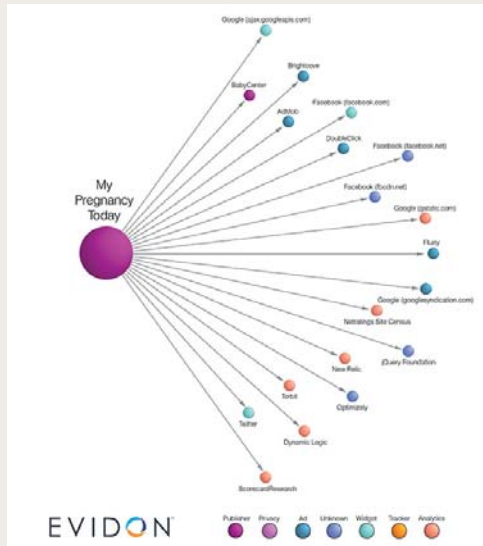 Google (ajax.googleapis.com)
Brightcove
BabyCenter
Facebook (facebook.com)
AdMob
DoubleClick
Facebook (facebook.net)
My
Pregnancy
Today
Facebook (fbcdn.net)
Google (gstatic.com)
Flurry
Google (googlesyndication.com)
Netratings Site Census
jQuery Foundation
New Relic
Torbit
Optimizely
Twitter
Dynamic Logic
ScorecardResearch
EVIDON
Publisher Privacy Ad Unknown Widget Tracker Analytics